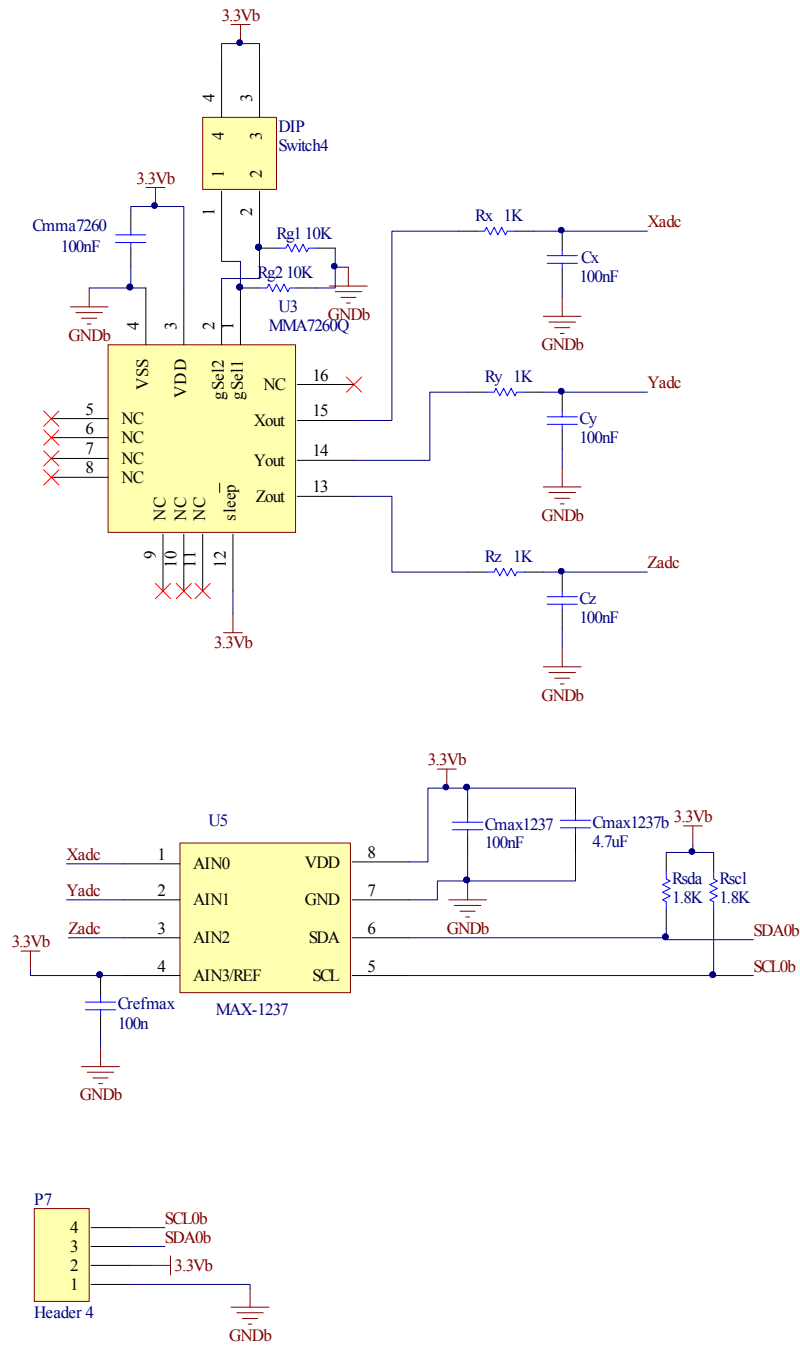 3.3Vb
4
3
4
3
DIP
Switch4
1
2
1
2
3.3Vb
Cmma7260
100nF
Rg1 10K
Rg2 10K
GNDb
GNDb
U3
MMA7260Q
4
3
2
1
VSS
VDD
gSel2
gSel1
NC
16
Xout
15
Yout
14
Zout
13
5
NC
6
NC
7
NC
8
NC
NC
NC
NC
sleep
9
10
11
12
3.3Vb
Rx 1K
Xadc
Cx
100nF
GNDb
Ry 1K
Yadc
Cy
100nF
GNDb
Rz 1K
Zadc
Cz
100nF
GNDb
3.3Vb
U5
Cmax1237
100nF
Cmax1237b
4.7uF
3.3Vb
Xadc
1
AIN0
VDD
8
Yadc
2
AIN1
GND
7
GNDb
Rsda
1.8K
Rscl
1.8K
Zadc
3
AIN2
SDA
6
SDA0b
3.3Vb
4
AIN3/REF
SCL
5
SCL0b
MAX-1237
Crefmax
100n
GNDb
P7
4
SCL0b
3
SDA0b
2
3.3Vb
1
Header 4
GNDb